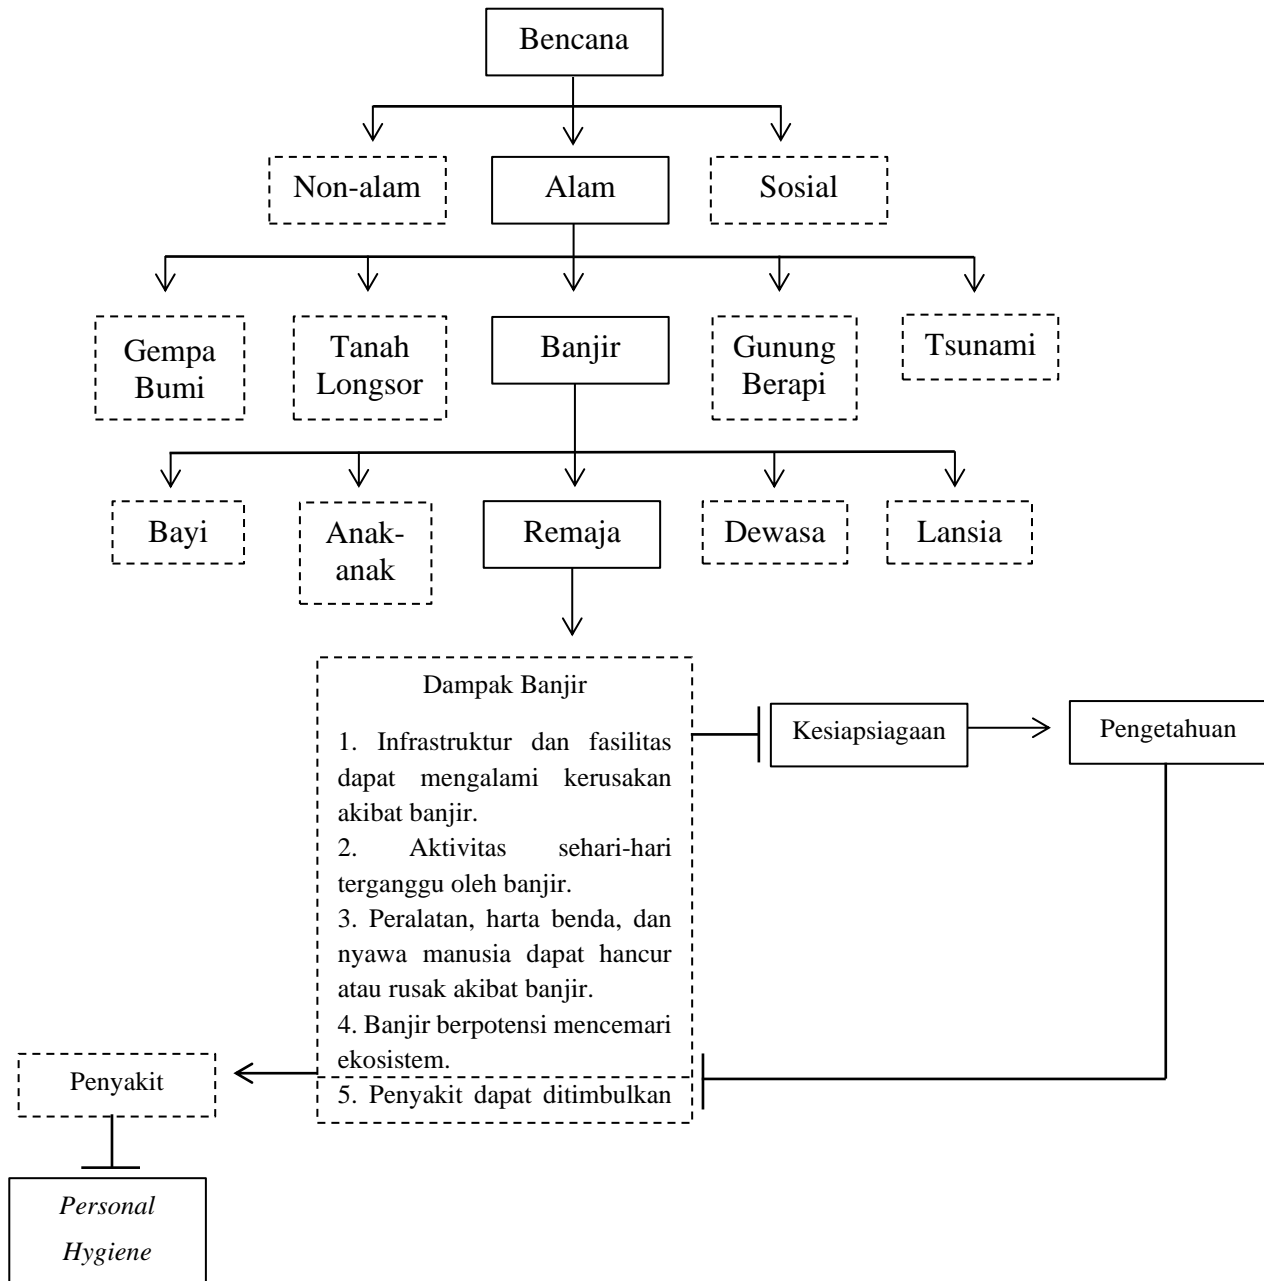 Bencana
Non-alam
Alam
Sosial
Gempa
Bumi
Tanah
Longsor
Banjir
Gunung
Berapi
Tsunami
Bayi
Anak-
anak
Remaja
Dewasa
Lansia
Dampak Banjir
1. Infrastruktur dan fasilitas
dapat mengalami kerusakan
akibat banjir.
2. Aktivitas sehari-hari
terganggu oleh banjir.
3. Peralatan, harta benda, dan
nyawa manusia dapat hancur
atau rusak akibat banjir.
4. Banjir berpotensi mencemari
ekosistem.
5. Penyakit dapat ditimbulkan
Kesiapsiagaan
Pengetahuan
Penyakit
Personal
Hygiene